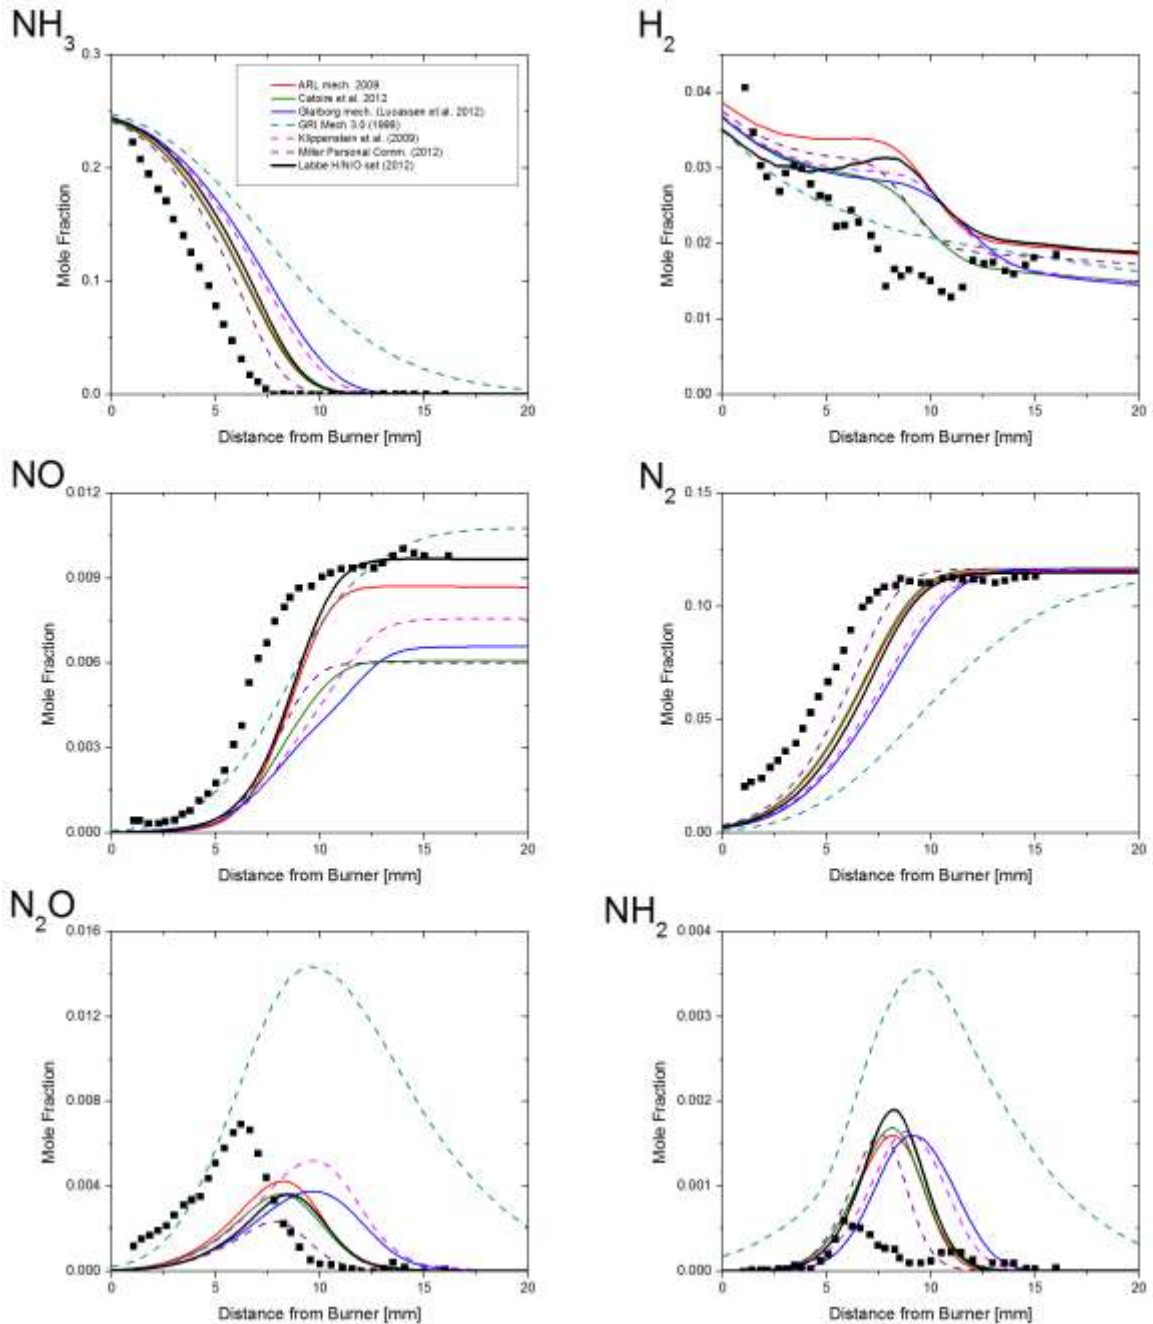 NH3
H2
0.3
0.2
0.1
0.0
Mole Fraction
ARL mech. 2009
Catoire et al. 2012
Glarborg mech. (Lucassen et al. 2012)
GRI Mech 3.0 (1999)
Klippenstein et al. (2009)
Miller Personal Comm. (2012)
Labbe H/N/O set (2012)
0 5 10 15 20
Distance from Burner [mm]
0.04
0.03
0.02
0.01
0.00
Mole Fraction
0 5 10 15 20
Distance from Burner [mm]
NO
N2
0.012
0.009
0.006
0.003
0.000
Mole Fraction
0 5 10 15 20
Distance from Burner [mm]
0.15
0.10
0.05
0.00
Mole Fraction
0 5 10 15 20
Distance from Burner [mm]
N2O
NH2
0.016
0.012
0.008
0.004
0.000
Mole Fraction
0 5 10 15 20
Distance from Burner [mm]
0.004
0.003
0.002
0.001
0.000
Mole Fraction
0 5 10 15 20
Distance from Burner [mm]